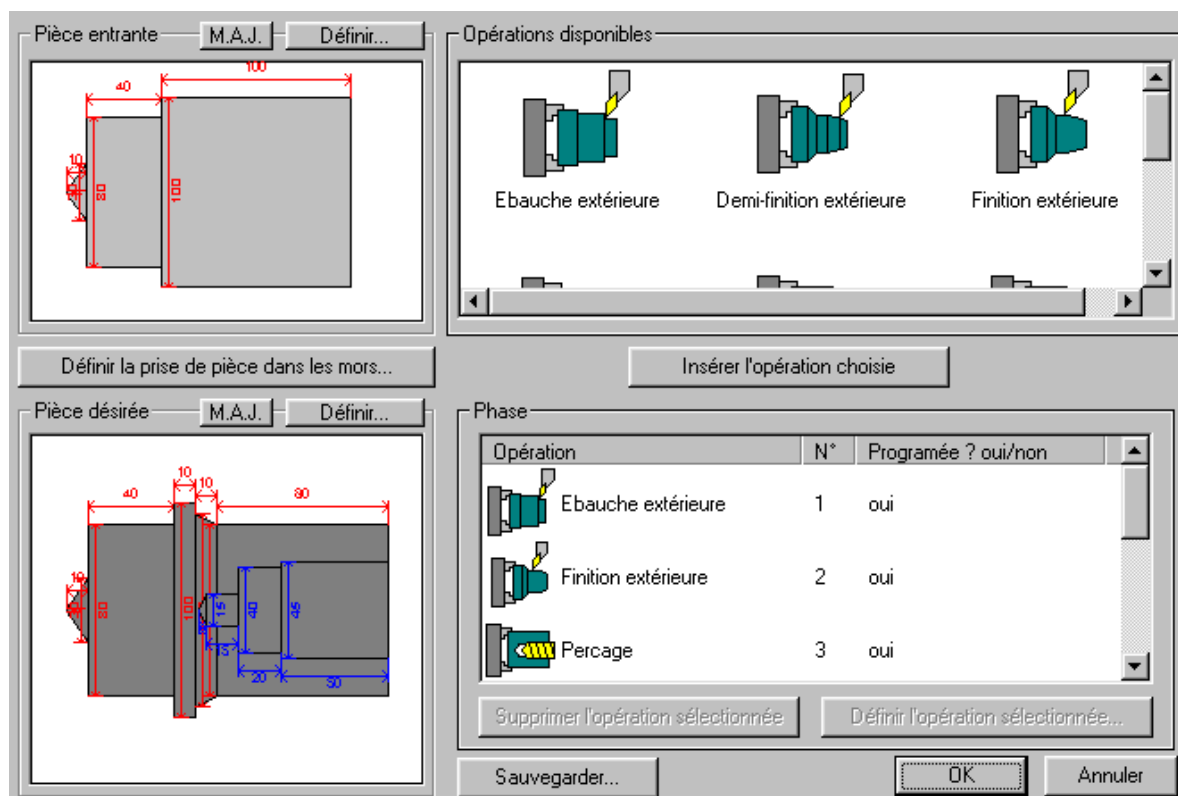 Pièce entrante M.A.J. Définir...
100
40
10
80
100
Opérations disponibles
Ebauche extérieure Demi-finition extérieure Finition extérieure
Définir la prise de pièce dans les mors...
Insérer l'opération choisie
Pièce désirée M.A.J. Définir...
10
40 10 80
10
80
100
15
40
45
15
20
50
Phase
Opération N° Programée ? oui/non
Ebauche extérieure 1 oui
Finition extérieure 2 oui
Percage 3 oui
Supprimer l'opération sélectionnée Définir l'opération sélectionnée...
Sauvegarder... OK Annuler